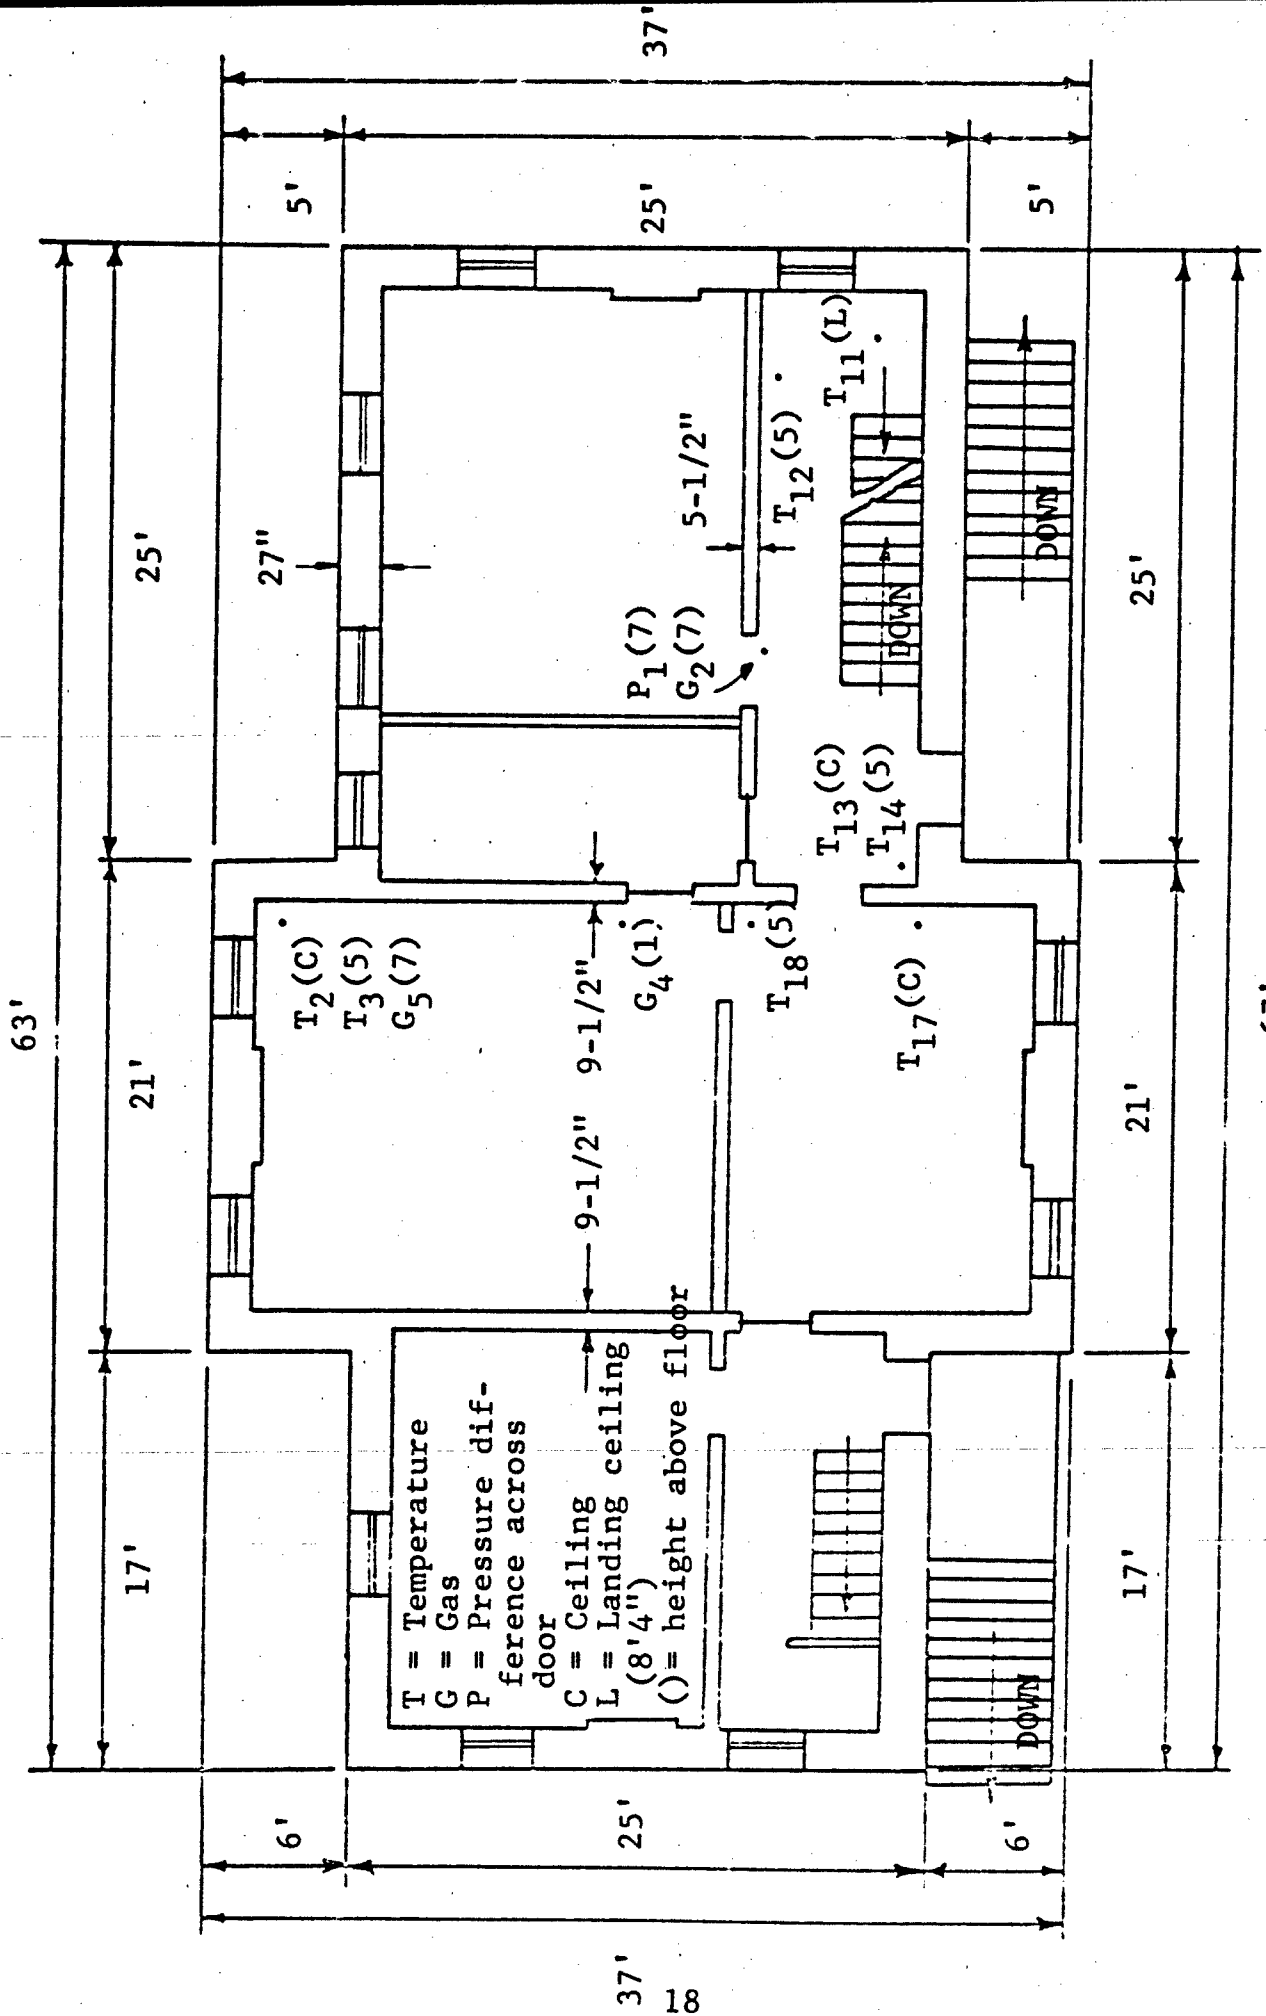 37'
5'
25'
5'
63'
25'
27"
5-1/2"
T11(L)
T12(5)
P1(7)
G2(7)
DOWN
DOWN
25'
T13(C)
T14(5)
21'
T2(C)
T3(5)
G5(7)
9-1/2"
9-1/2"
G4(1)
T18(5)
T17(C)
21'
17'
T = Temperature
G = Gas
P = Pressure dif-
ference across
door
C = Ceiling
L = Landing ceiling
(8'4")
()= height above floor
DOWN
17'
6'
25'
6'
37'
18